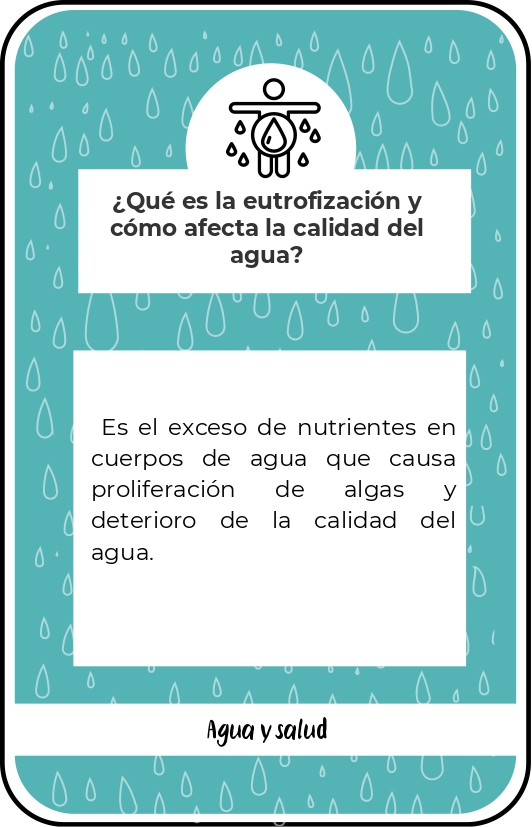 ¿Qué es la eutrofización y
cómo afecta la calidad del
agua?
Es el exceso de nutrientes en
cuerpos de agua que causa
proliferación de algas y
deterioro de la calidad del
agua.
Agua y salud